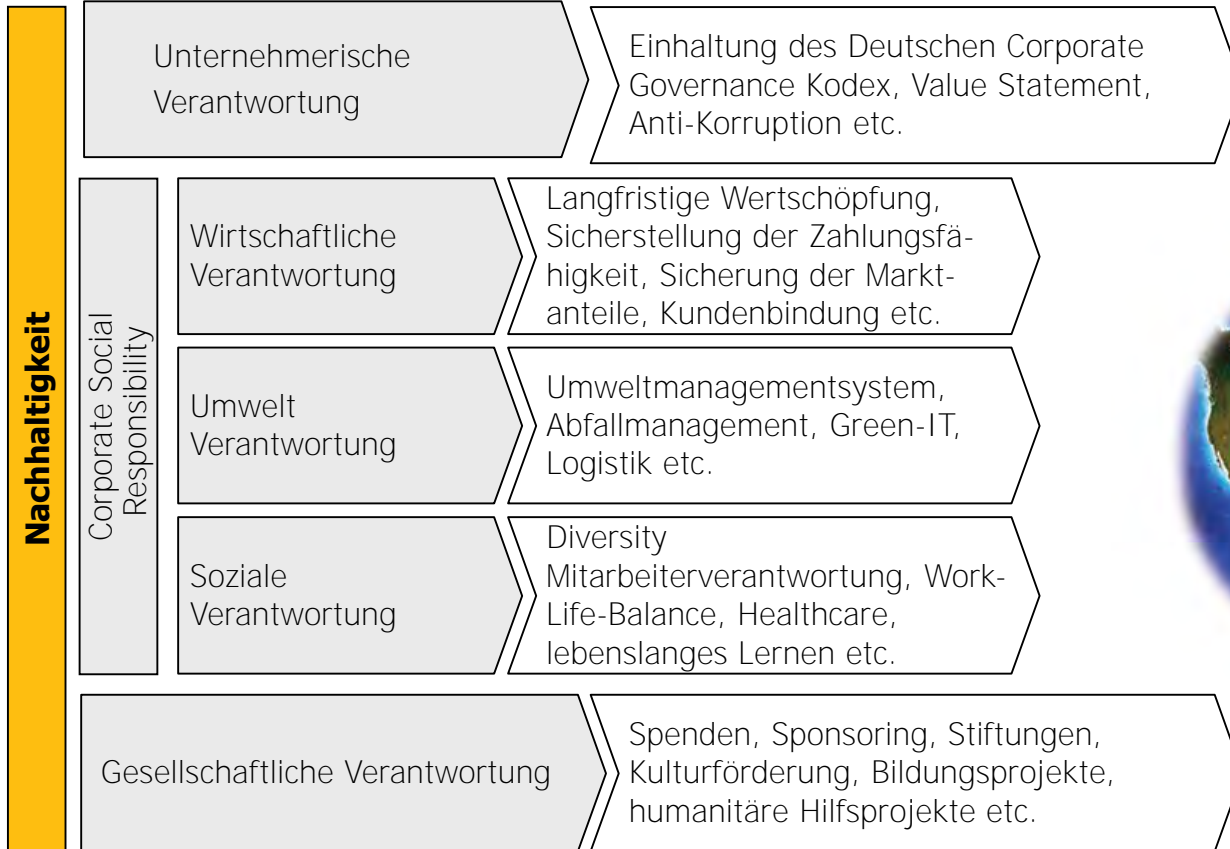 Nachhaltigkeit
Unternehmerische
Verantwortung
Einhaltung des Deutschen Corporate
Governance Kodex, Value Statement,
Anti-Korruption etc.
Corporate Social
Responsibility
Wirtschaftliche
Verantwortung
Langfristige Wertschöpfung,
Sicherstellung der Zahlungsfä-
higkeit, Sicherung der Markt-
anteile, Kundenbindung etc.
Umwelt
Verantwortung
Umweltmanagementsystem,
Abfallmanagement, Green-IT,
Logistik etc.
Soziale
Verantwortung
Diversity
Mitarbeiterverantwortung, Work-
Life-Balance, Healthcare,
lebenslanges Lernen etc.
Gesellschaftliche Verantwortung
Spenden, Sponsoring, Stiftungen,
Kulturförderung, Bildungsprojekte,
humanitäre Hilfsprojekte etc.